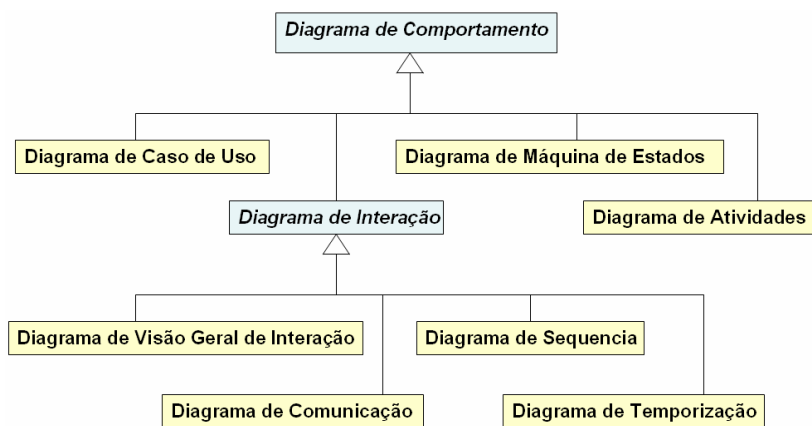 Diagrama de Comportamento
Diagrama de Caso de Uso
Diagrama de Máquina de Estados
Diagrama de Interação
Diagrama de Atividades
Diagrama de Visão Geral de Interação
Diagrama de Sequencia
Diagrama de Comunicação
Diagrama de Temporização